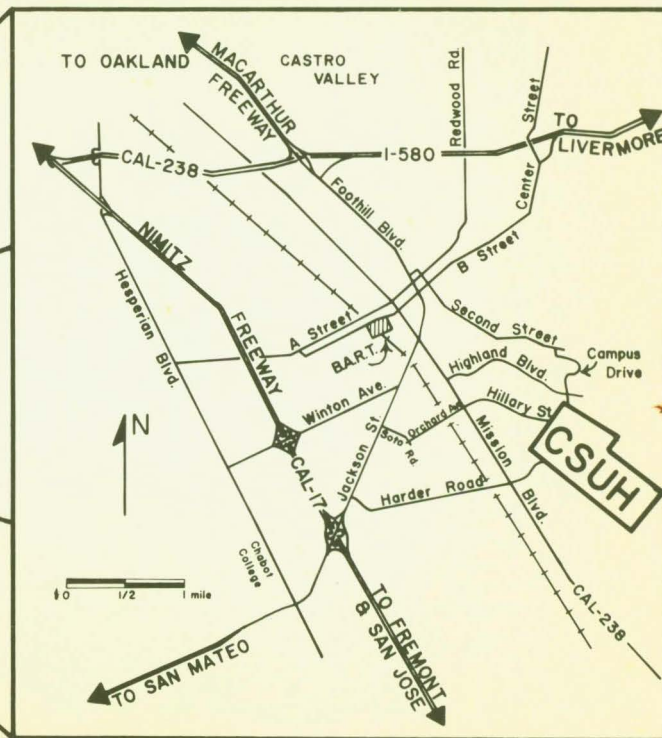 TO OAKLAND
MACARTHUR
FREEWAY
CASTRO
VALLEY
Redwood Rd.
Center Street
TO
LIVERMORE
CAL-238
I-580
Foothill Blvd.
B Street
NIMITZ
FREEWAY
Hesperian Blvd.
A Street
Second Street
B.A.R.T.
Highland Blvd.
Campus
Drive
Winton Ave.
Hillary St.
Orchard Av.
Soto
Rd.
N
CAL-17
Jackson St.
Mission
Blvd.
CSUH
Harder Road
Chabot
College
0 1/2 1 mile
CAL-238
TO SAN MATEO
TO FREMONT
& SAN JOSE